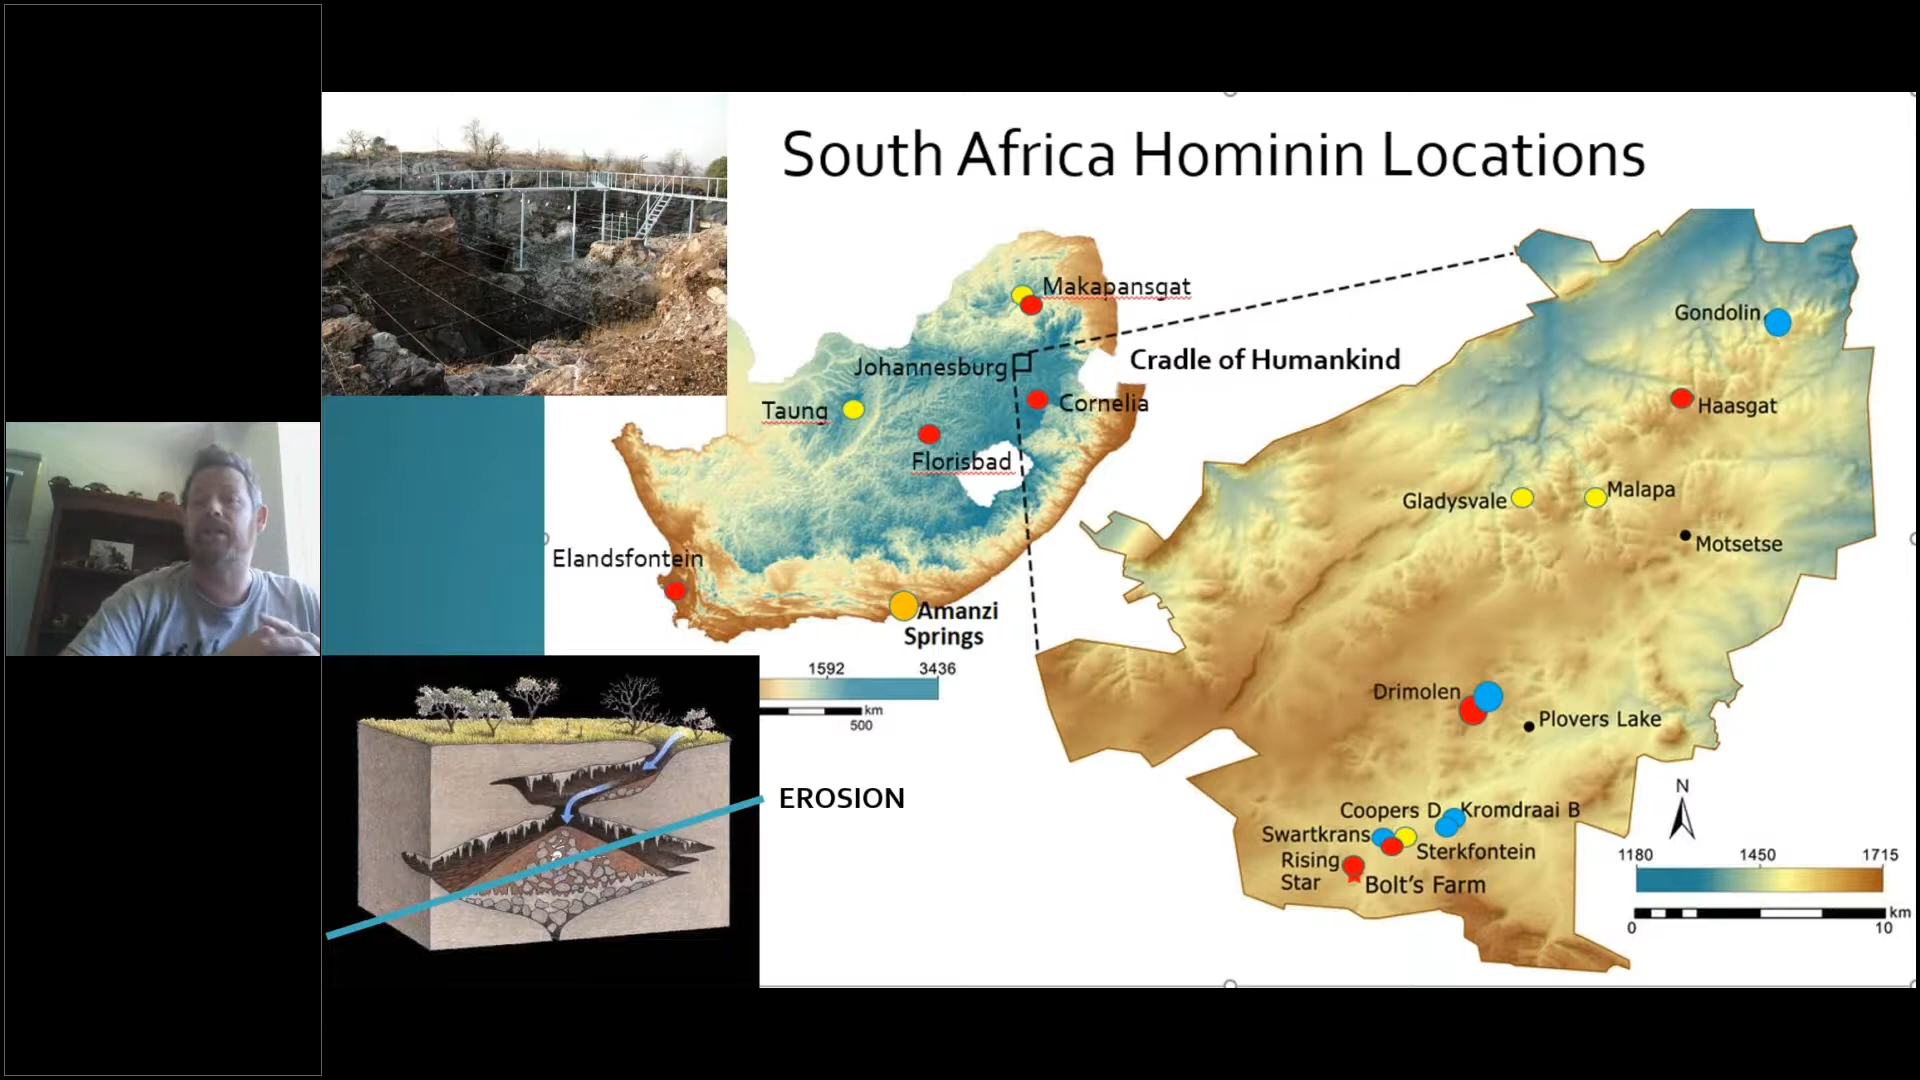 South Africa Hominin Locations
Makapansgat
Johannesburg
Cradle of Humankind
Taung
Cornelia
Florisbad
Elandsfontein
Amanzi
Springs
1592 3436
km
500
EROSION
Gondolin
Haasgat
Gladysvale
Malapa
Motsetse
Drimolen
Plovers Lake
Coopers D
Kromdraai B
Swartkrans
Sterkfontein
Rising
Star
Bolt's Farm
N
1180 1450 1715
km
0 10